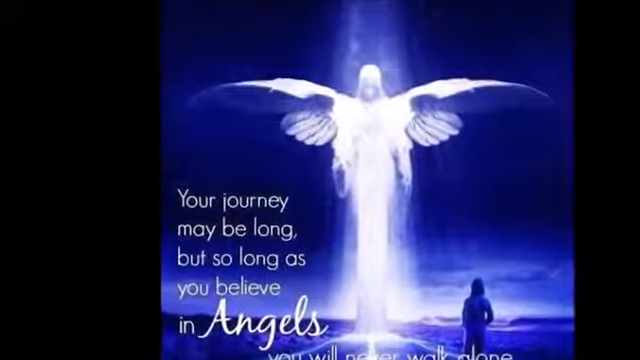 Your journey
may be long,
but so long as
you believe
in Angels
you will never walk alone